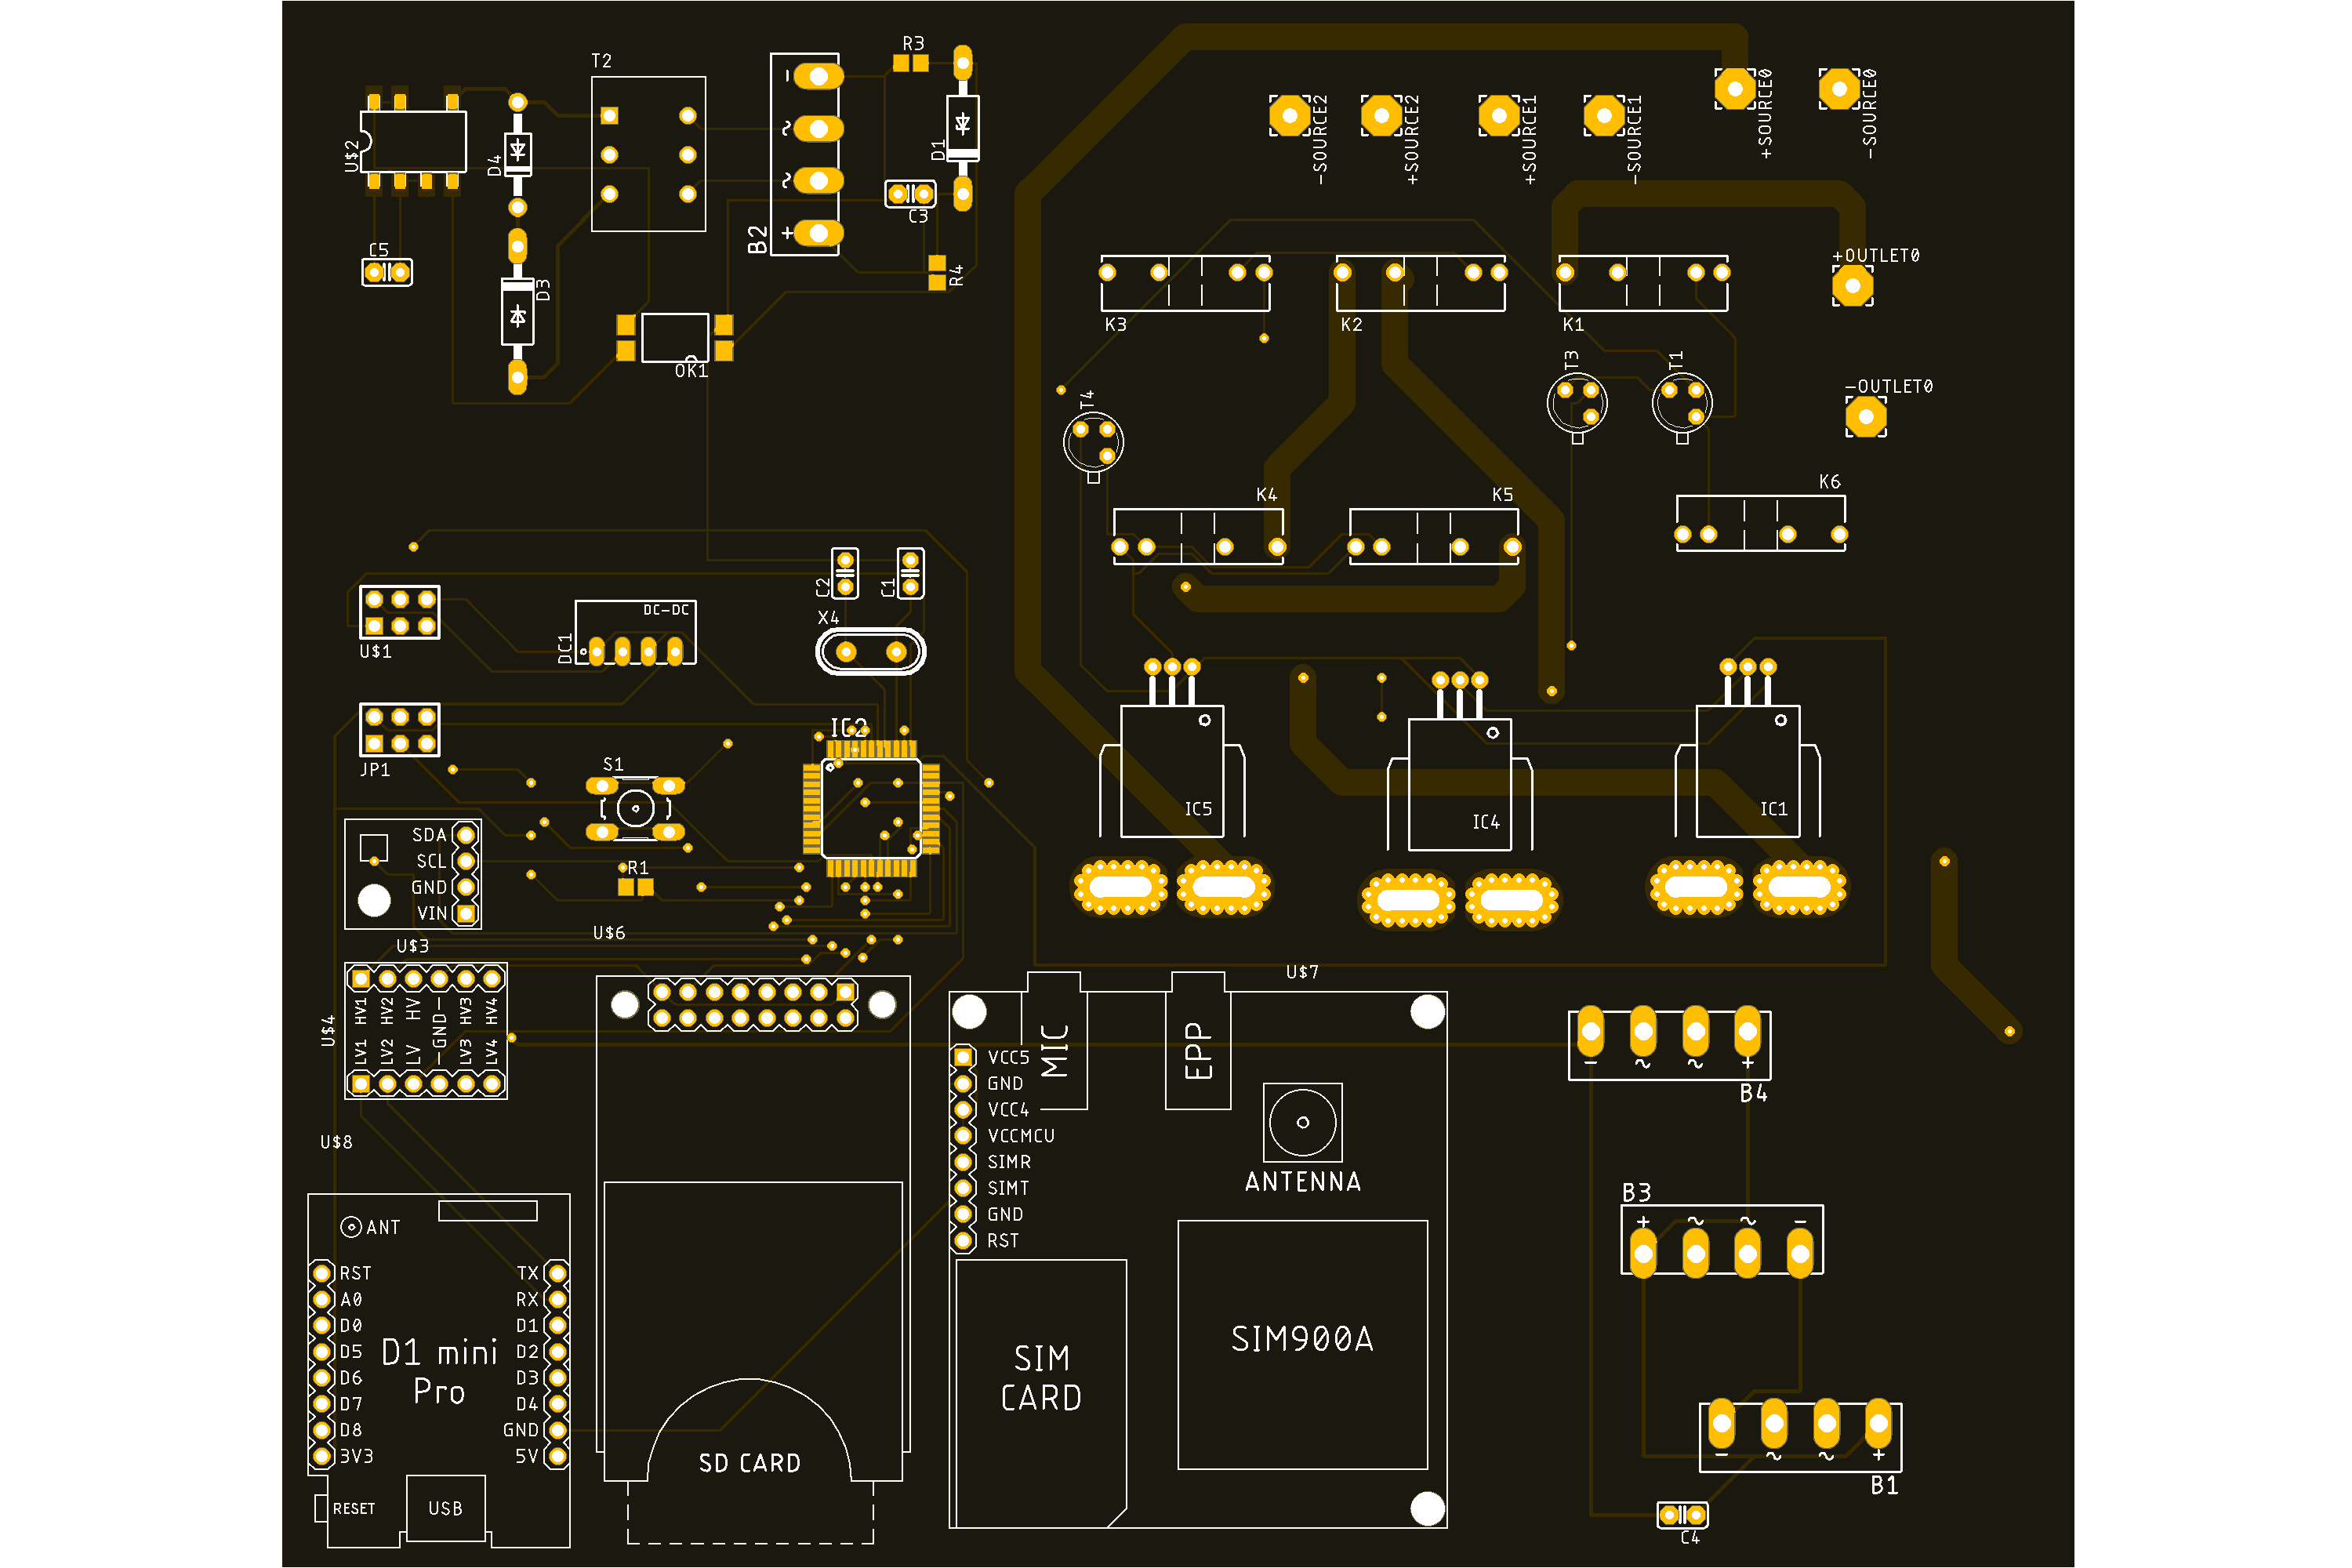 T2
R3
U$2
D4
D1
C3
B2
+
R4
C5
D3
OK1
-SOURCE2
+SOURCE2
+SOURCE1
-SOURCE1
+SOURCE0
-SOURCE0
+OUTLET0
-OUTLET0
K3
K2
K1
T4
T3
T1
K4
K5
K6
U$1
DC-DC
DC1
C2
C1
X4
IC2
JP1
S1
R1
SDA
SCL
GND
VIN
U$3
U$6
IC5
IC4
IC1
U$4
HV1
HV2
HV
-GND-
HV3
HV4
LV1
LV2
LV
LV3
LV4
U$7
MIC
EPP
VCC5
GND
VCC4
VCCMCU
SIMR
SIMT
GND
RST
ANTENNA
SIM
CARD
SIM900A
- ~ ~ +
B4
B3
+ ~ ~ -
- ~ ~ +
B1
C4
U$8
ANT
RST
A0
D0
D5
D6
D7
D8
3V3
TX
RX
D1
D2
D3
D4
GND
5V
D1 mini
Pro
RESET
USB
SD CARD